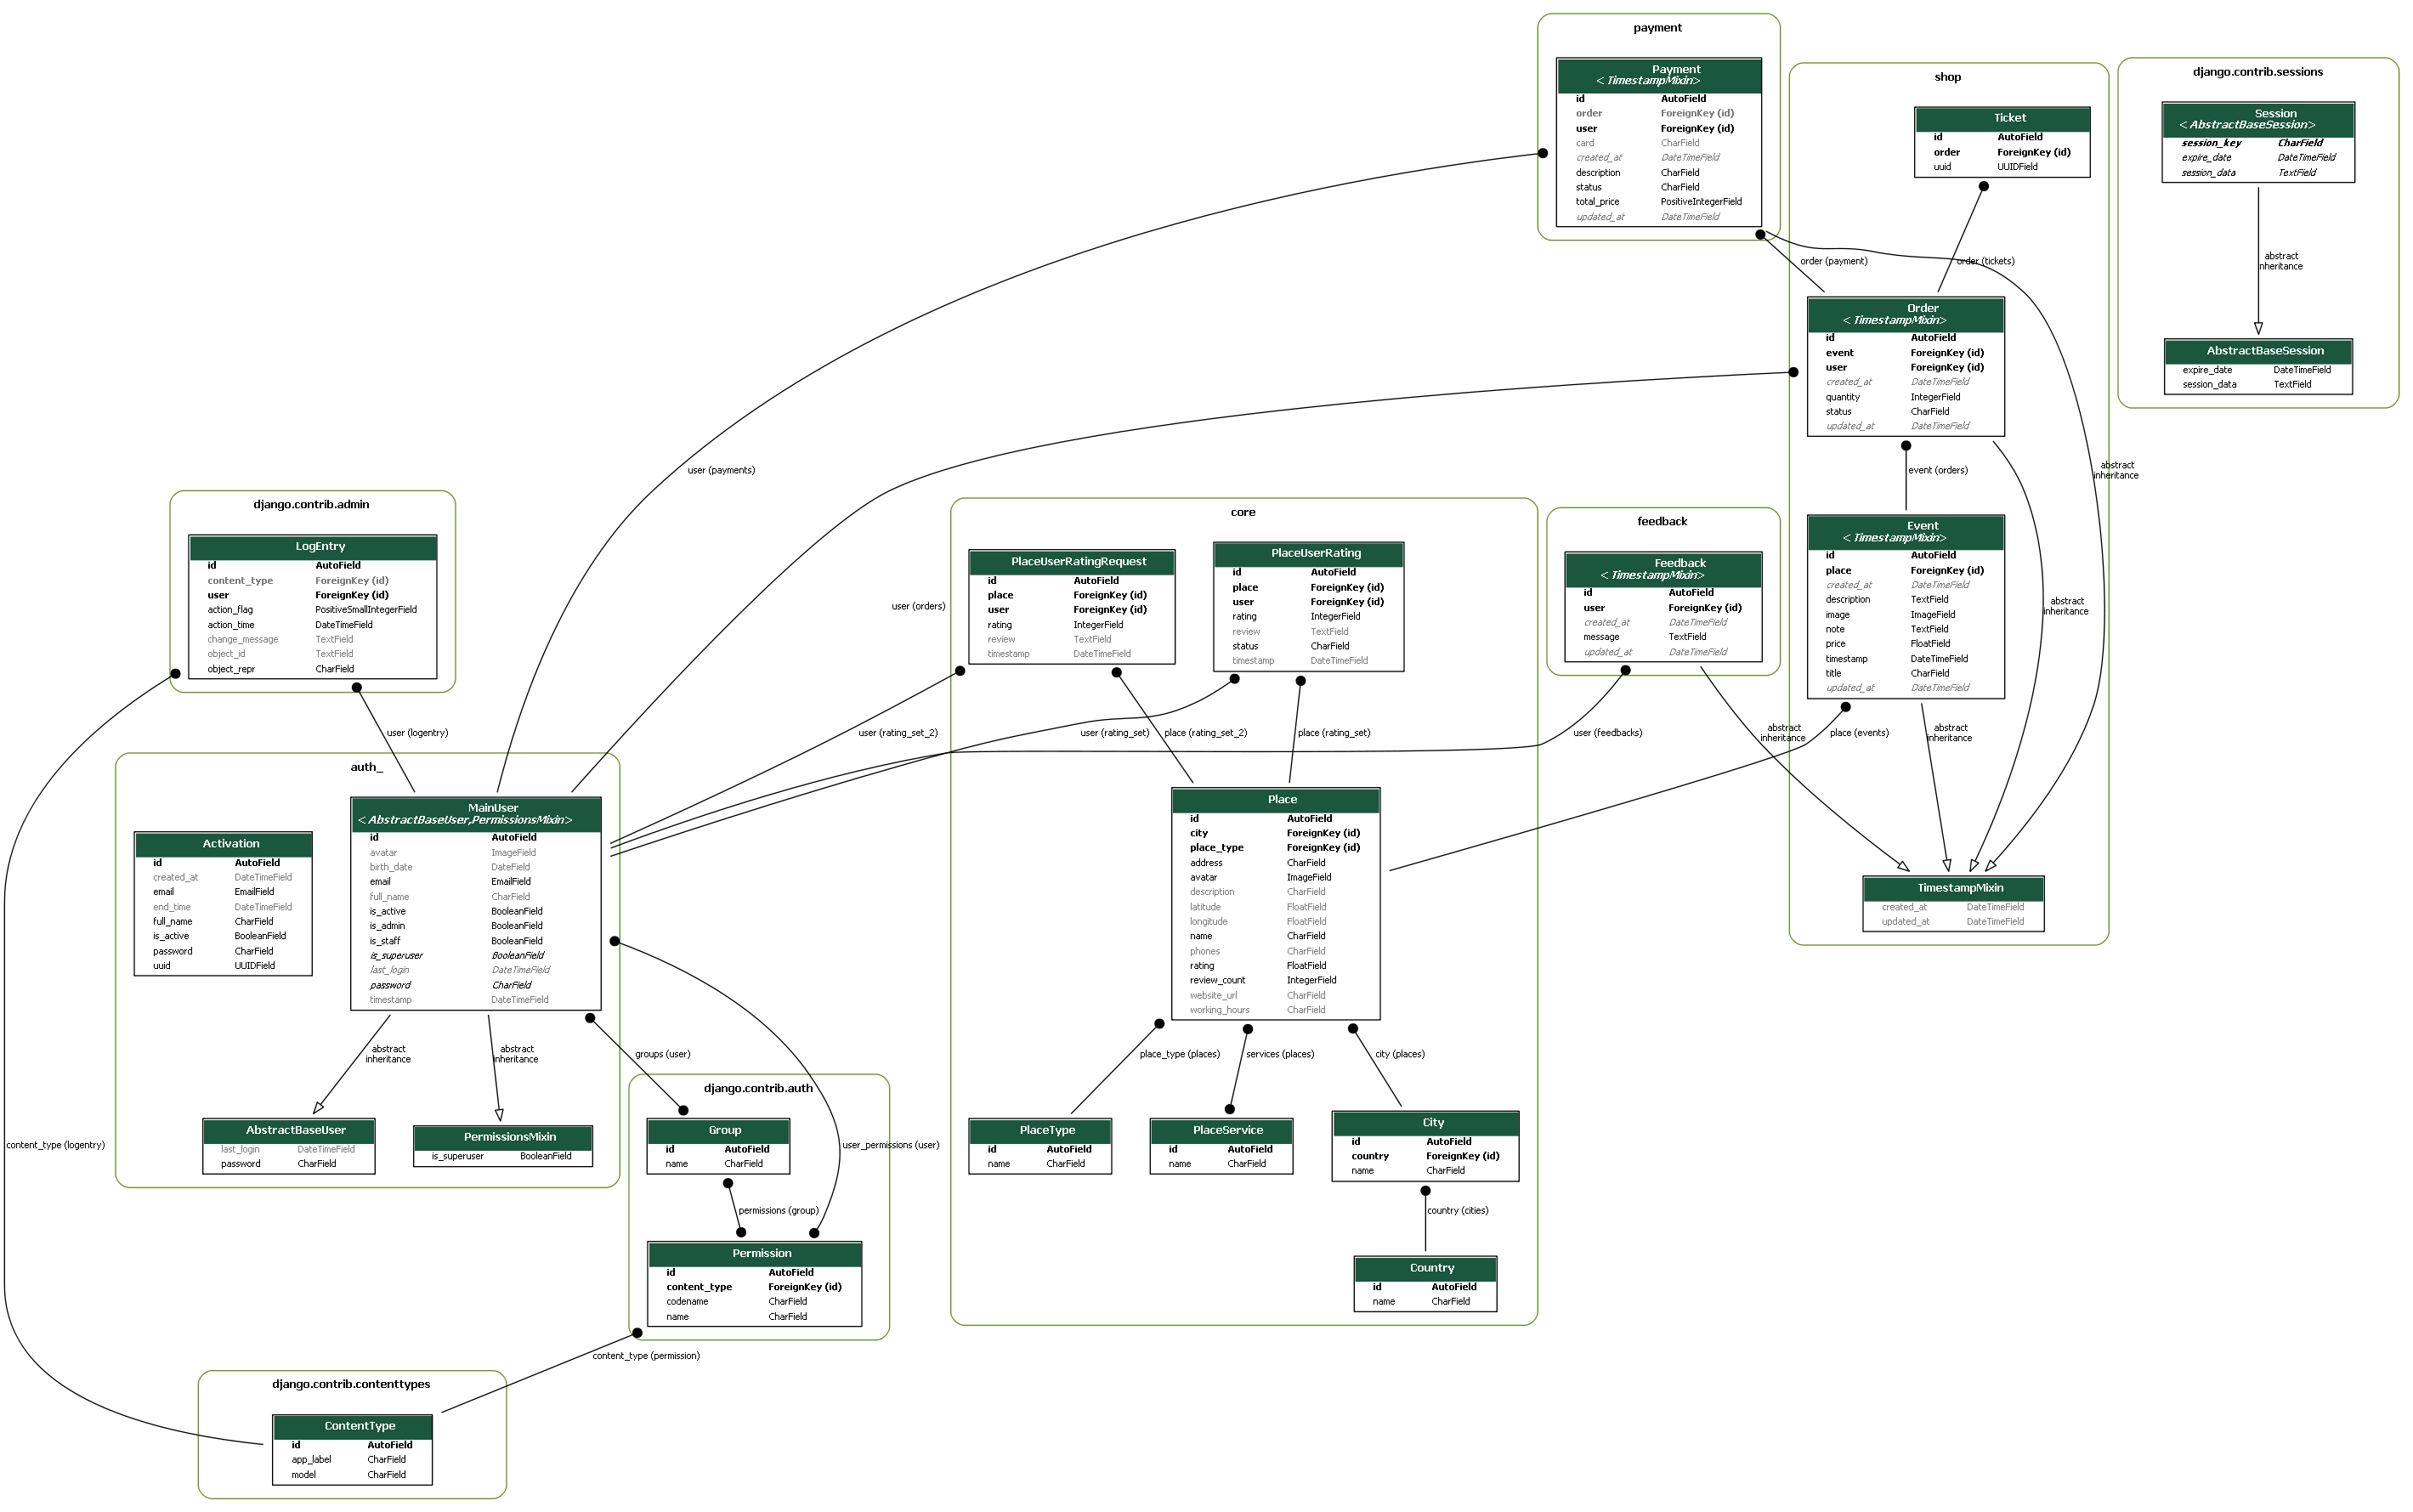 payment
Payment
<TimestampMixin>
id AutoField
order ForeignKey (id)
user ForeignKey (id)
card CharField
created_at DateTimeField
description CharField
status CharField
total_price PositiveIntegerField
updated_at DateTimeField
shop
Ticket
id AutoField
order ForeignKey (id)
uuid UUIDField
django.contrib.sessions
Session
<AbstractBaseSession>
session_key CharField
expire_date DateTimeField
session_data TextField
order (payment)
order (tickets)
abstract
inheritance
Order
<TimestampMixin>
id AutoField
event ForeignKey (id)
user ForeignKey (id)
created_at DateTimeField
quantity IntegerField
status CharField
updated_at DateTimeField
AbstractBaseSession
expire_date DateTimeField
session_data TextField
user (payments)
event (orders)
abstract
inheritance
django.contrib.admin
LogEntry
id AutoField
content_type ForeignKey (id)
user ForeignKey (id)
action_flag PositiveSmallIntegerField
action_time DateTimeField
change_message TextField
object_id TextField
object_repr CharField
user (orders)
core
PlaceUserRatingRequest
id AutoField
place ForeignKey (id)
user ForeignKey (id)
rating IntegerField
review TextField
timestamp DateTimeField
PlaceUserRating
id AutoField
place ForeignKey (id)
user ForeignKey (id)
rating IntegerField
review TextField
status CharField
timestamp DateTimeField
feedback
Feedback
<TimestampMixin>
id AutoField
user ForeignKey (id)
created_at DateTimeField
message TextField
updated_at DateTimeField
Event
<TimestampMixin>
id AutoField
place ForeignKey (id)
created_at DateTimeField
description TextField
image ImageField
note TextField
price FloatField
timestamp DateTimeField
title CharField
updated_at DateTimeField
abstract
inheritance
user (logentry)
user (rating_set_2)
user (rating_set)
place (rating_set_2)
place (rating_set)
user (feedbacks)
abstract
inheritance
place (events)
abstract
inheritance
auth_
Activation
id AutoField
created_at DateTimeField
email EmailField
end_time DateTimeField
full_name CharField
is_active BooleanField
password CharField
uuid UUIDField
MainUser
<AbstractBaseUser,PermissionsMixin>
id AutoField
avatar ImageField
birth_date DateField
email EmailField
full_name CharField
is_active BooleanField
is_admin BooleanField
is_staff BooleanField
is_superuser BooleanField
last_login DateTimeField
password CharField
timestamp DateTimeField
Place
id AutoField
city ForeignKey (id)
place_type ForeignKey (id)
address CharField
avatar ImageField
description CharField
latitude FloatField
longitude FloatField
name CharField
phones CharField
rating FloatField
review_count IntegerField
website_url CharField
working_hours CharField
TimestampMixin
created_at DateTimeField
updated_at DateTimeField
abstract
inheritance
abstract
inheritance
groups (user)
place_type (places)
services (places)
city (places)
AbstractBaseUser
last_login DateTimeField
password CharField
PermissionsMixin
is_superuser BooleanField
content_type (logentry)
django.contrib.auth
Group
id AutoField
name CharField
user_permissions (user)
permissions (group)
Permission
id AutoField
content_type ForeignKey (id)
codename CharField
name CharField
PlaceType
id AutoField
name CharField
PlaceService
id AutoField
name CharField
City
id AutoField
country ForeignKey (id)
name CharField
country (cities)
Country
id AutoField
name CharField
content_type (permission)
django.contrib.contenttypes
ContentType
id AutoField
app_label CharField
model CharField